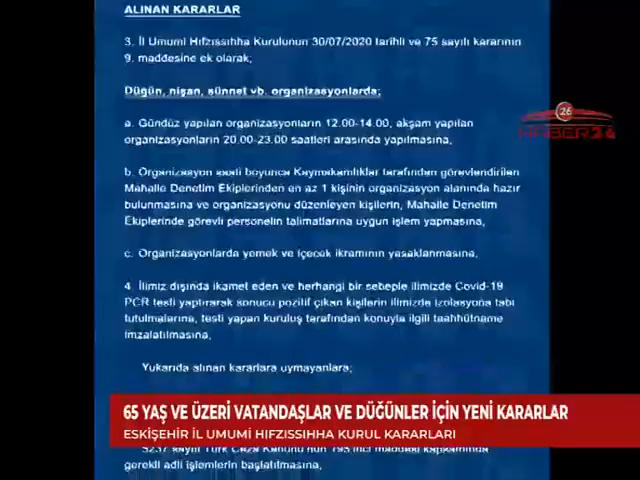 ALINAN KARARLAR
3. İl Umumi Hıfzıssıhha Kurulunun 30/07/2020 tarihli ve 75 sayılı kararının
9. maddesine ek olarak;
Düğün, nişan, sünnet vb. organizasyonlarda;
a. Gündüz yapılan organizasyonların 12.00-14.00, akşam yapılan
organizasyonların 20.00-23.00 saatleri arasında yapılmasına,
b. Organizasyon saati boyunca Kaymakamlıklar tarafından görevlendirilen
Mahalle Denetim Ekiplerinden en az 1 kişinin organizasyon alanında hazır
bulunmasına ve organizasyonu düzenleyen kişilerin, Mahalle Denetim
Ekiplerinde görevli personelin talimatlarına uygun işlem yapmasına,
c. Organizasyonlarda yemek ve içecek ikramının yasaklanmasına,
4. İlimiz dışında ikamet eden ve herhangi bir sebeple ilimizde Covid-19
PCR testi yaptırarak sonucu pozitif çıkan kişilerin ilimizde izolasyona tabi
tutulmalarına, testi yapan kuruluş tarafından konuyla ilgili taahhütname
imzalatılmasına,
Yukarıda alınan kararlara uymayanlara;
26
HABER26
65 YAŞ VE ÜZERİ VATANDAŞLAR VE DÜĞÜNLER İÇİN YENİ KARARLAR
ESKİŞEHİR İL UMUMİ HIFZISSIHHA KURUL KARARLARI
5237 sayılı Türk Ceza Kanunu'nun 195 inci maddesi kapsamında
gerekli adli işlemlerin başlatılmasına,